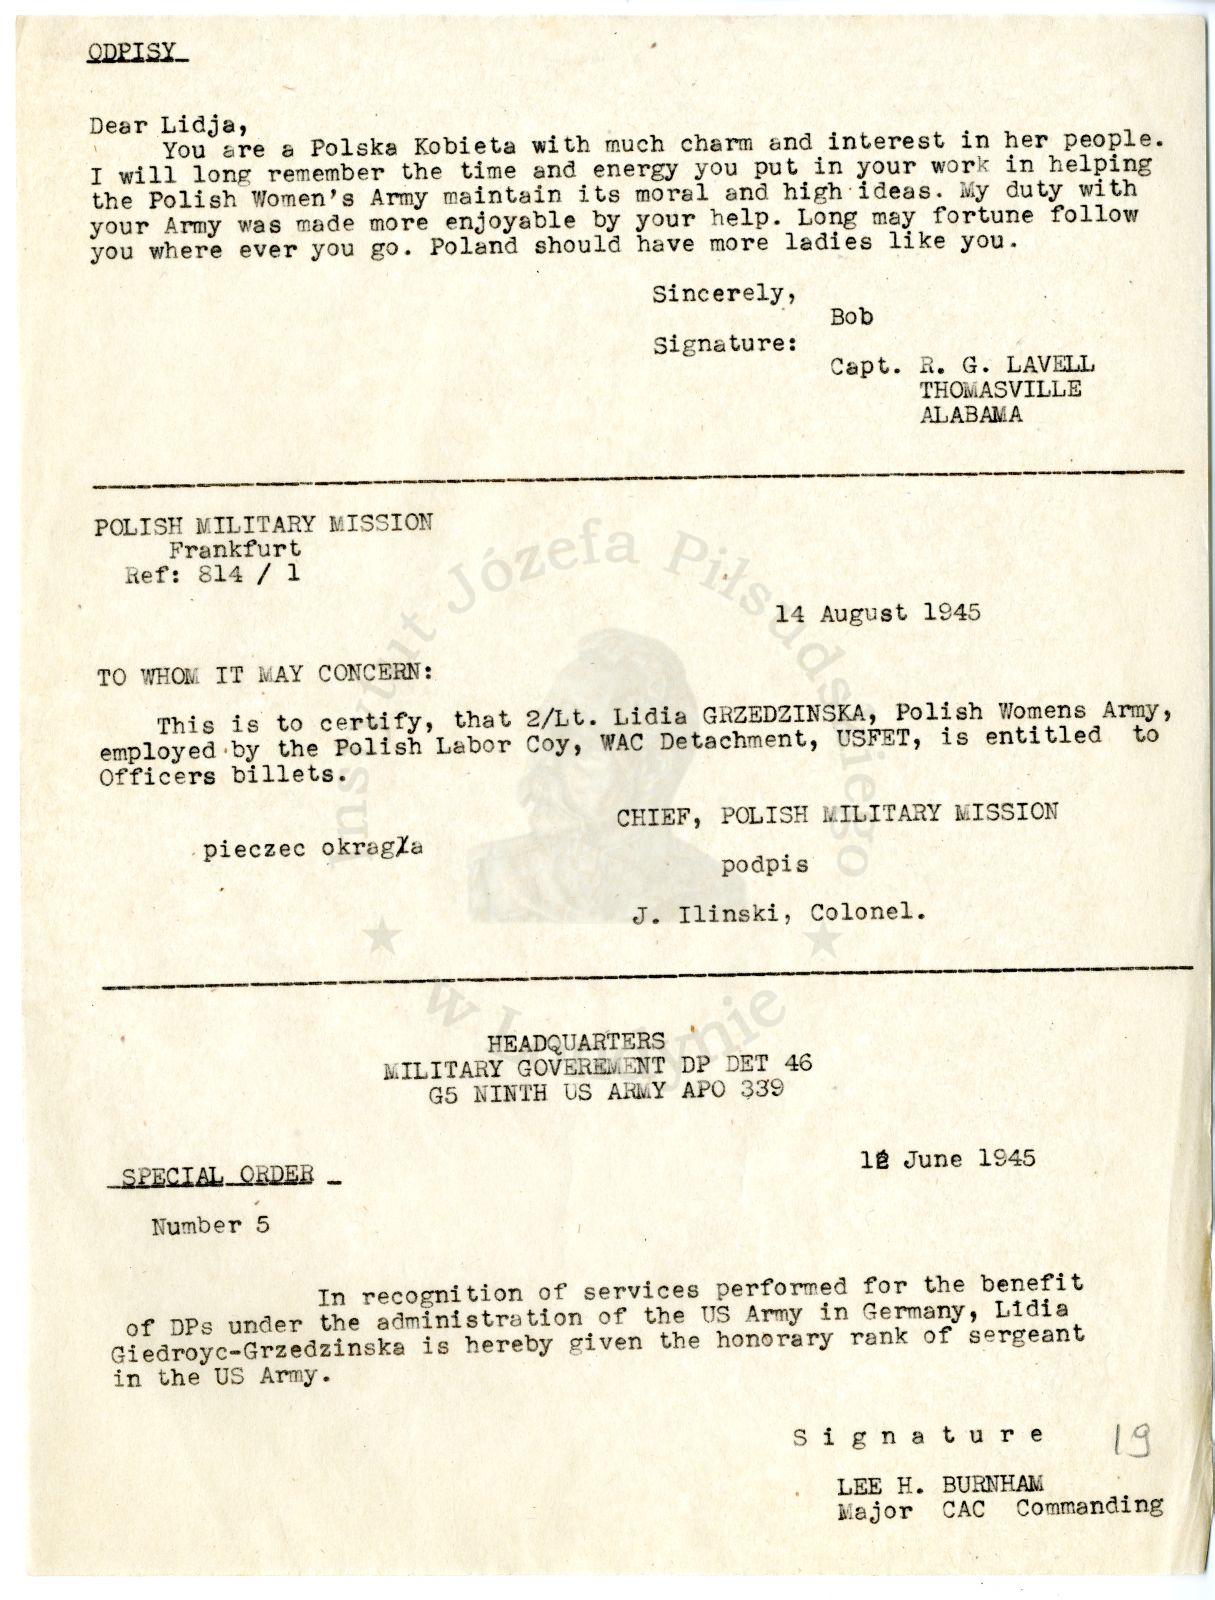 ODPISY
Dear Lidja,
You are a Polska Kobieta with much charm and interest in her people.
I will long remember the time and energy you put in your work in helping
the Polish Women's Army maintain its moral and high ideas. My duty with
your Army was made more enjoyable by your help. Long may fortune follow
you where ever you go. Poland should have more ladies like you.
Sincerely,
Bob
Signature:
Capt. R. G. LAVELL
THOMASVILLE
ALABAMA
POLISH MILITARY MISSION
Frankfurt
Ref: 814 / 1
14 August 1945
TO WHOM IT MAY CONCERN:
This is to certify, that 2/Lt. Lidia GRZEDZINSKA, Polish Womens Army,
employed by the Polish Labor Coy, WAC Detachment, USFET, is entitled to
Officers billets.
CHIEF, POLISH MILITARY MISSION
pieczec okragła
podpis
J. Ilinski, Colonel.
HEADQUARTERS
MILITARY GOVEREMENT DP DET 46
G5 NINTH US ARMY APO 339
June 1945
SPECIAL ORDER
Number 5
In recognition of services performed for the benefit
of DPs under the administration of the US Army in Germany, L1dia
Giedroyc-Grzedzinska is hereby given the honorary rank of sergeant
in the US Army.
Signature
19
LEE H. BURNHAM
Major CAC Commanding
Instytut Józefa Piłsudskiego
w Londynie